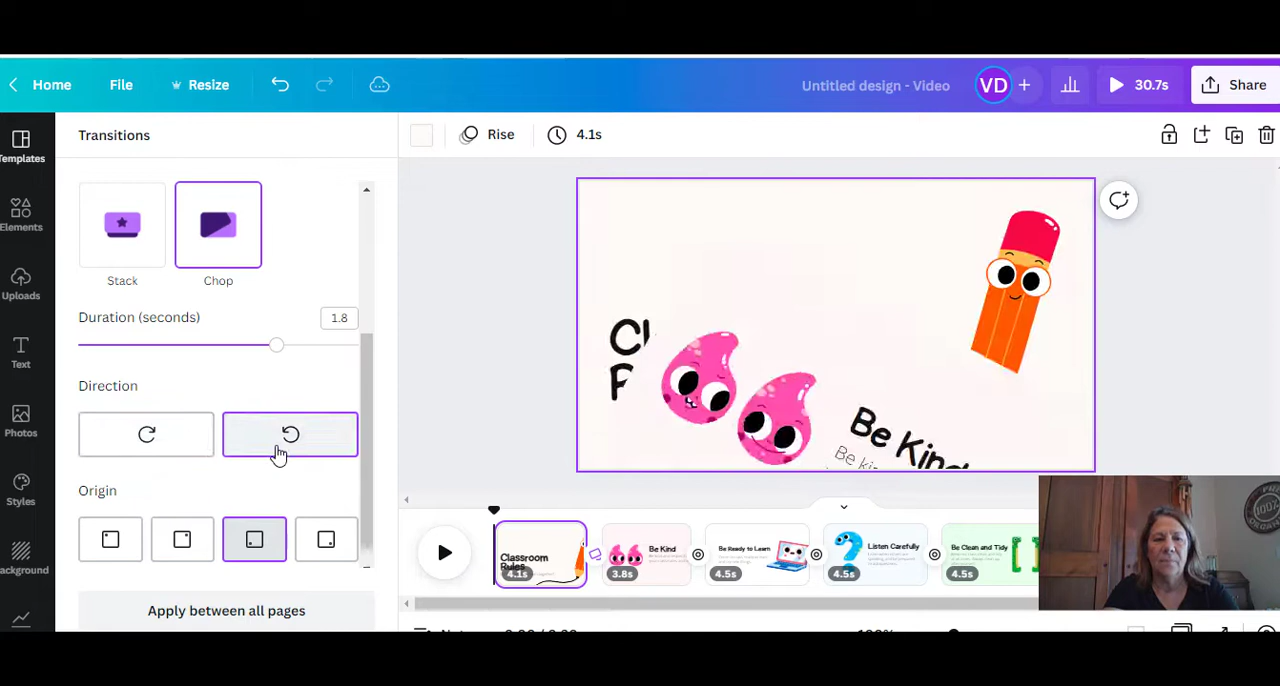 Home File Resize Untitled design - Video VD 30.7s Share
Templates
Elements
Uploads
Text
Photos
Styles
ackground
Transitions
Stack Chop
Duration (seconds) 1.8
Direction
Origin
Apply between all pages
Rise 4.1s
Be Kind
Classroom
Rules
4.1s
Be Kind
3.8s
Be Ready to Learn
4.5s
Listen Carefully
4.5s
Be Clean and Tidy
4.5s